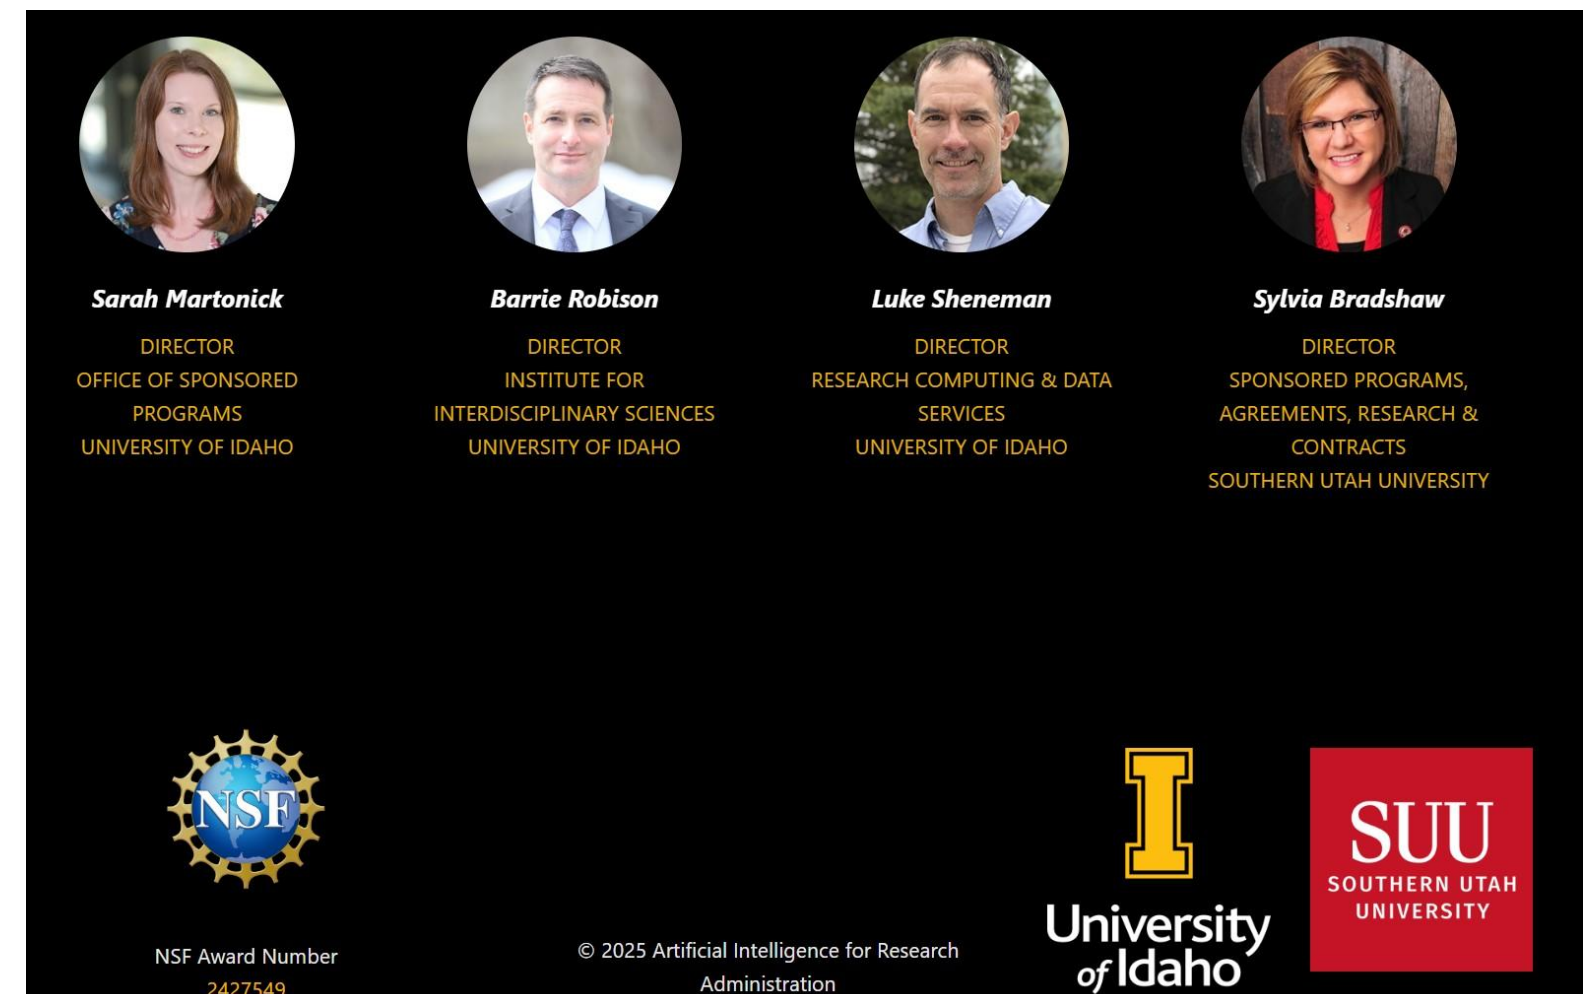 Sarah Martonick
DIRECTOR
OFFICE OF SPONSORED
PROGRAMS
UNIVERSITY OF IDAHO
Barrie Robison
DIRECTOR
INSTITUTE FOR
INTERDISCIPLINARY SCIENCES
UNIVERSITY OF IDAHO
Luke Sheneman
DIRECTOR
RESEARCH COMPUTING & DATA
SERVICES
UNIVERSITY OF IDAHO
Sylvia Bradshaw
DIRECTOR
SPONSORED PROGRAMS,
AGREEMENTS, RESEARCH &
CONTRACTS
SOUTHERN UTAH UNIVERSITY
NSF
NSF Award Number
2427549
© 2025 Artificial Intelligence for Research
Administration
I
University
of Idaho
SUU
SOUTHERN UTAH
UNIVERSITY